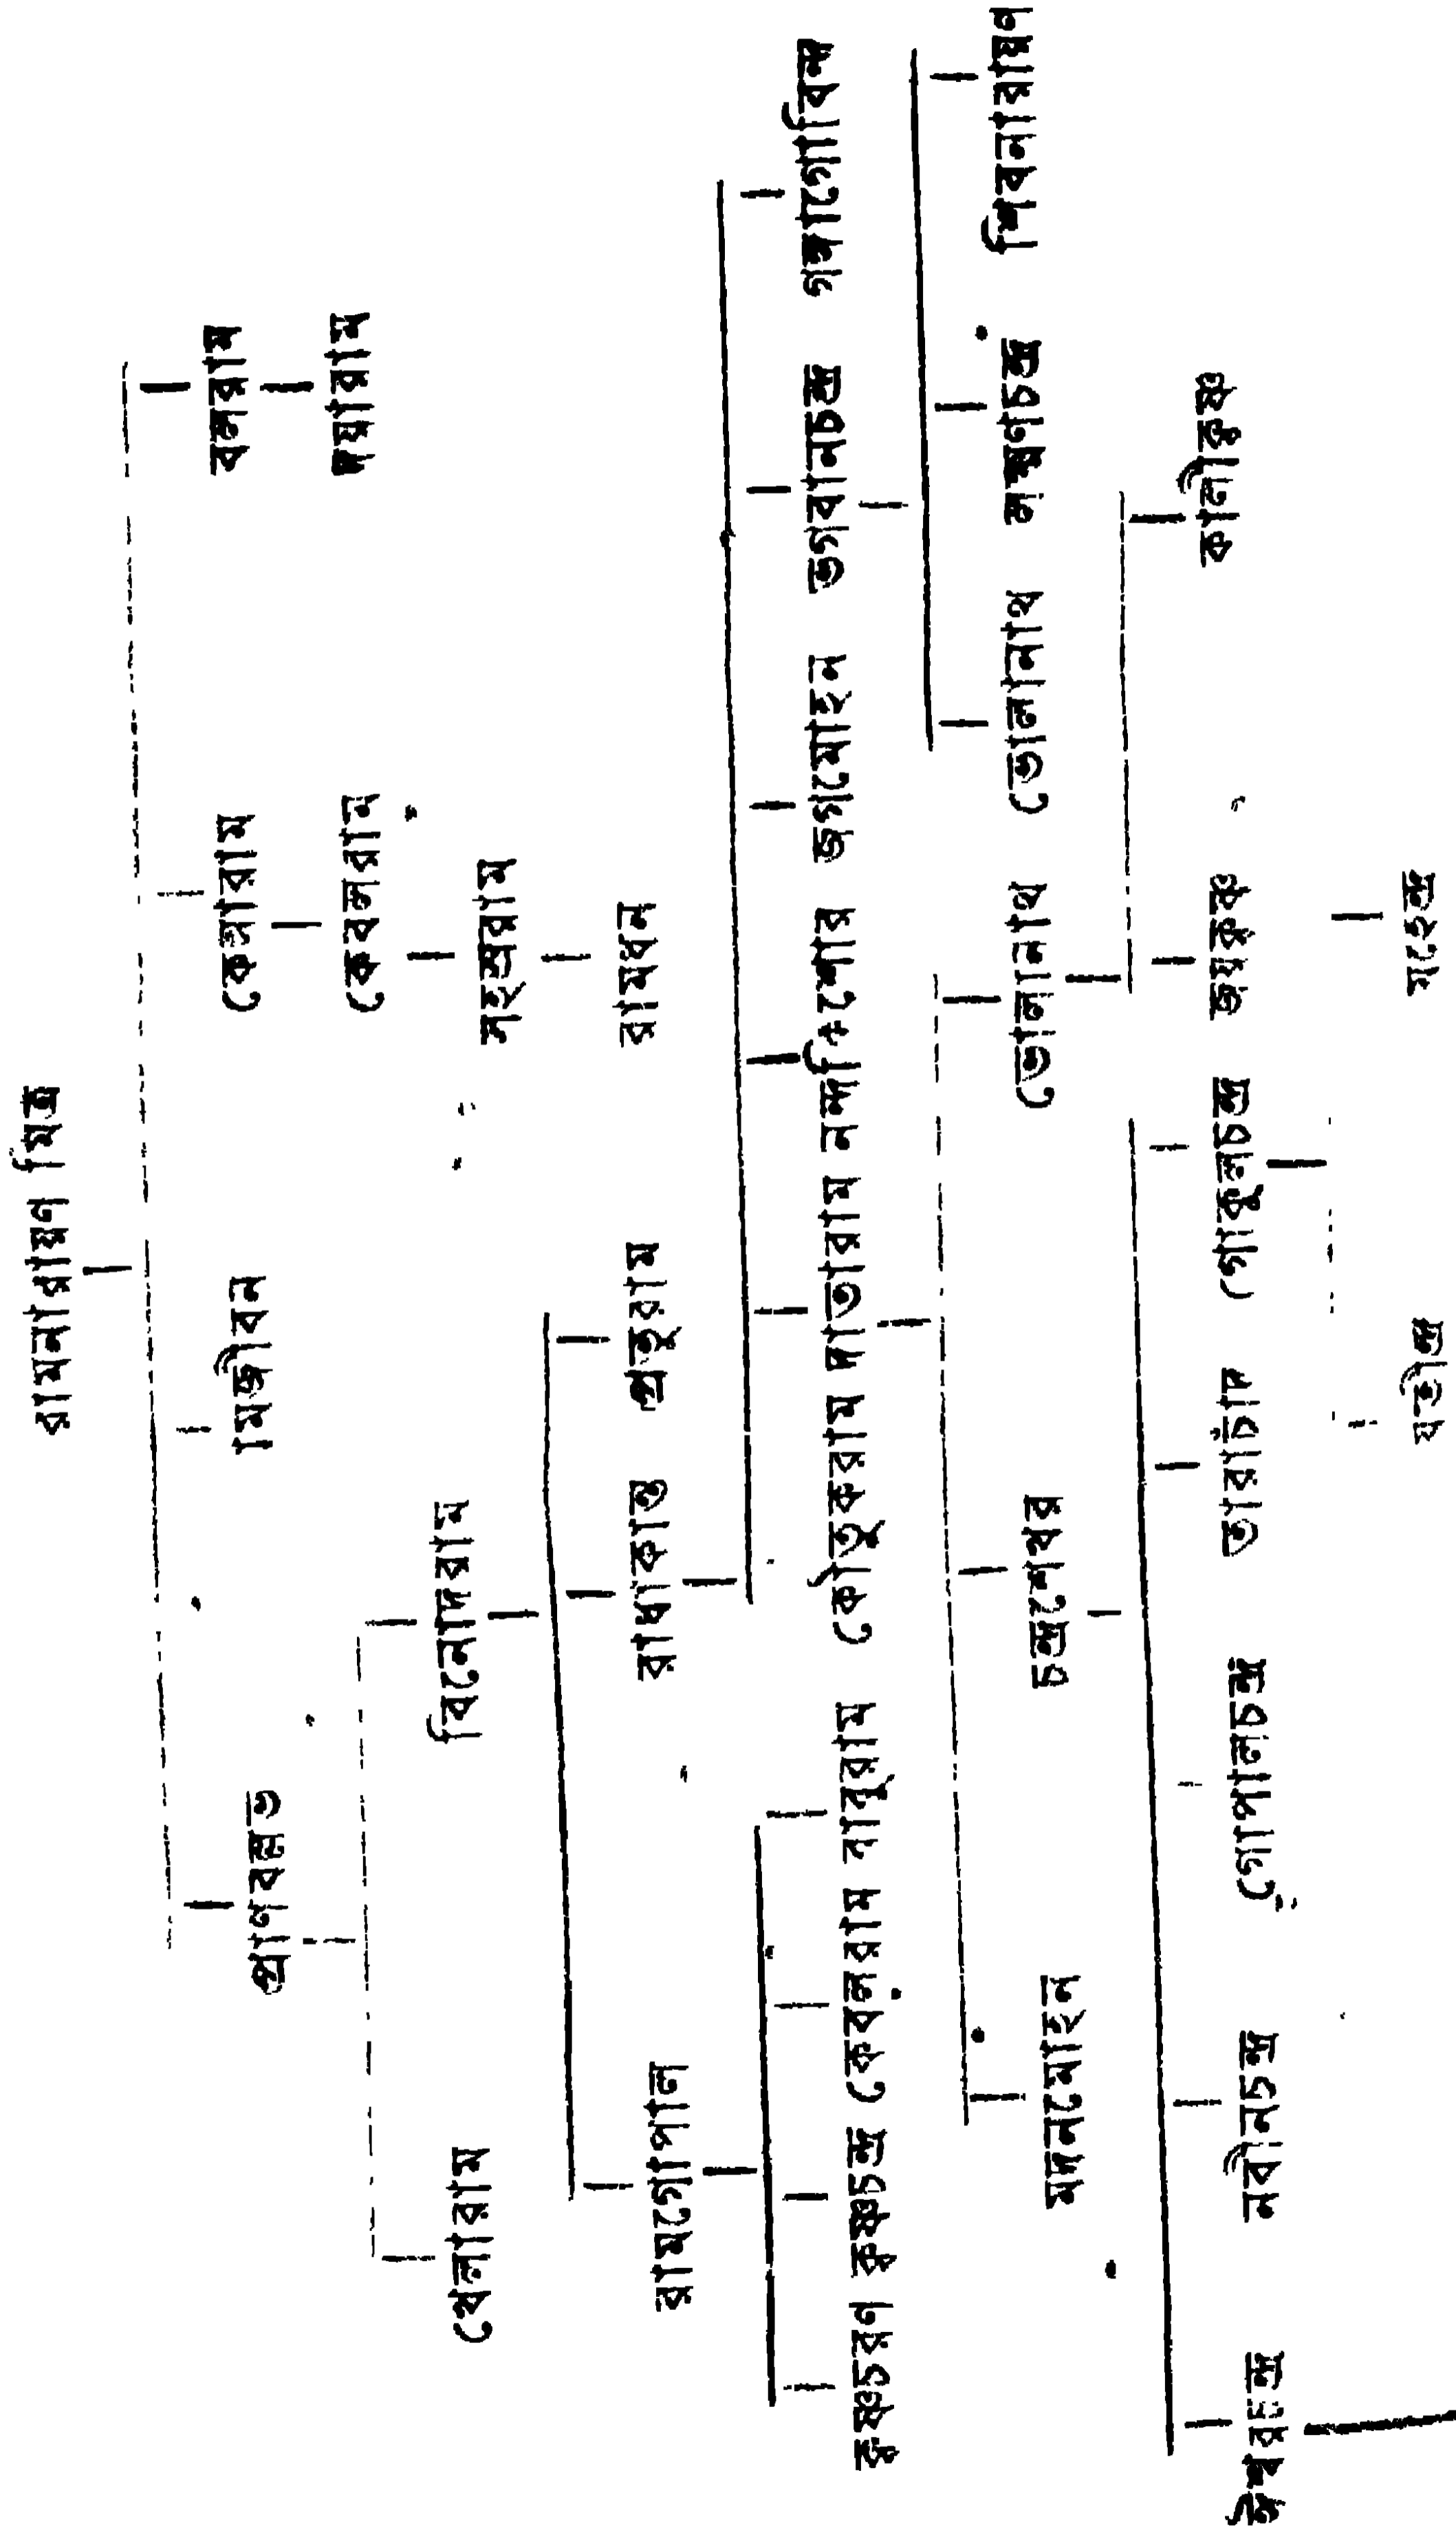 রামনারায়ণ মিত্র
প্রাণবল্লভ মিজীবন কেঙ্গারাম বলরাম
কেবলরাম দয়ারাম
খেলারাম বিনোদরাম সহস্ররাম
রামগোপাল রাধাকান্ত প্রভুরাম রামধন
কৃষ্ণচরণ কৃষ্ণচন্দ্র কেবলরাম বাবুরাম কৌতুকরাম দাতারাম নন্দকিশোর জগমোহন ভগবানচন্দ্র গঙ্গাগোবিন্দ
মদনমোহন চন্দ্রশেখর ভোলানাথ ভোলানাথ লক্ষ্মণচন্দ্র শিবনারায়ণ
ঈশ্বরচন্দ্র নবীনচন্দ্র গোপালচন্দ্র তারাচাঁদ গোকুলচন্দ্র জয়কৃষ্ণ কালীকৃষ্ণ
যতীন্দ্র মহেন্দ্র